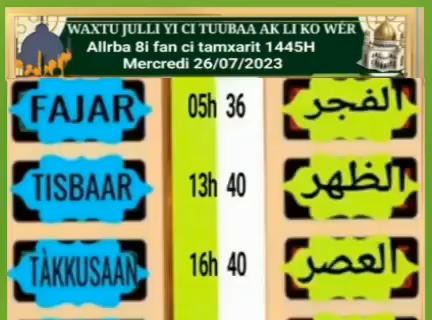 WAXTU JULLI YI CI TUUBAA AK LI KO WËR
Allrba 8i fan ci tamxarit 1445H
Mercredi 26/07/2023
FAJAR 05h 36 الفجر
TISBAAR 13h 40 الظهر
TÀKKUSAAN 16h 40 العصر